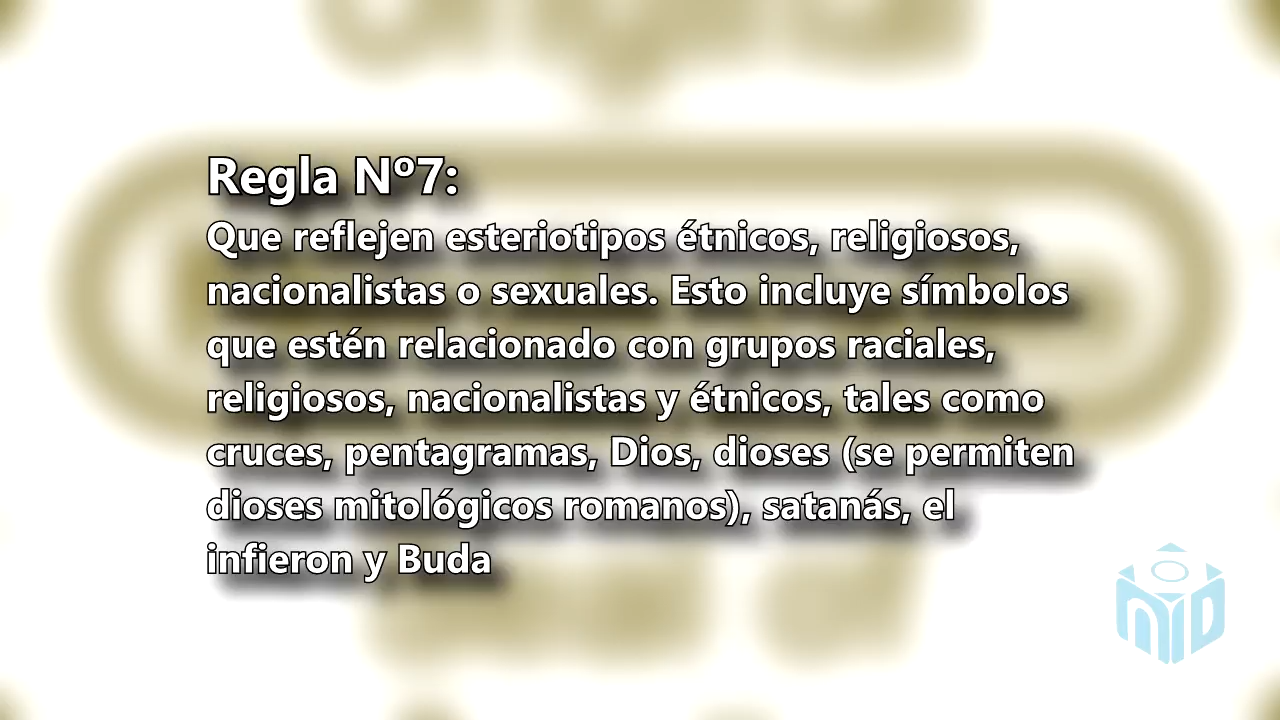 Regla Nº7:
Que reflejen esteriotipos étnicos, religiosos,
nacionalistas o sexuales. Esto incluye símbolos
que estén relacionado con grupos raciales,
religiosos, nacionalistas y étnicos, tales como
cruces, pentagramas, Dios, dioses (se permiten
dioses mitológicos romanos), satanás, el
infieron y Buda